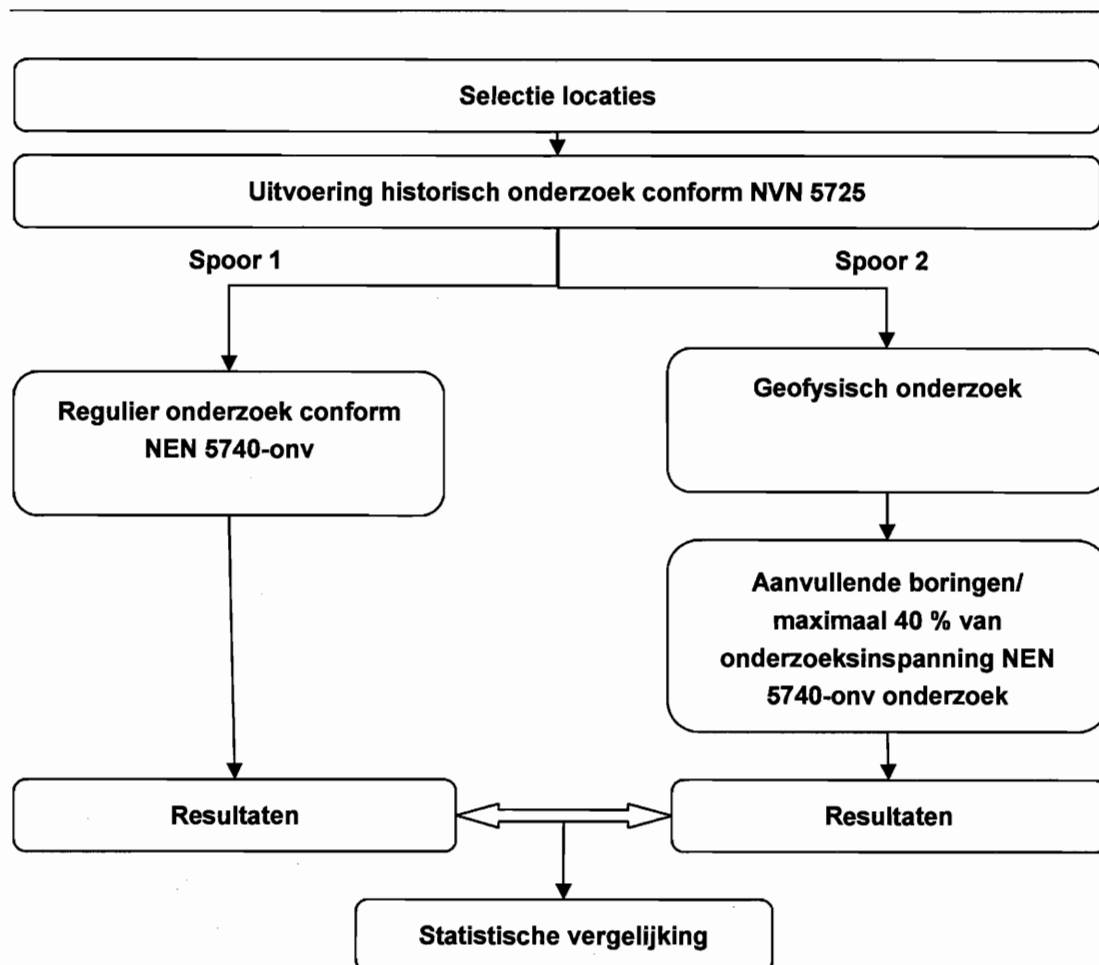 Selectie locaties
Uitvoering historisch onderzoek conform NVN 5725
Spoor 1
Spoor 2
Regulier onderzoek conform
NEN 5740-onv
Geofysisch onderzoek
Aanvullende boringen/
maximaal 40 % van
onderzoeksinspanning NEN
5740-onv onderzoek
Resultaten
Resultaten
Statistische vergelijking